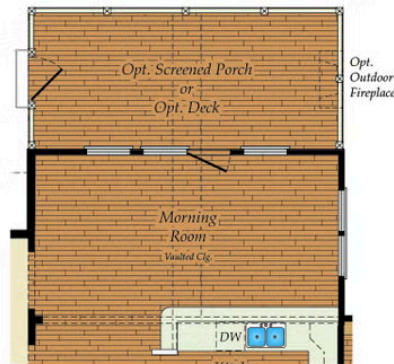 Opt. Screened Porch
or
Opt. Deck
Opt.
Outdoor
Fireplace
Morning
Room
Vaulted Clg.
DW